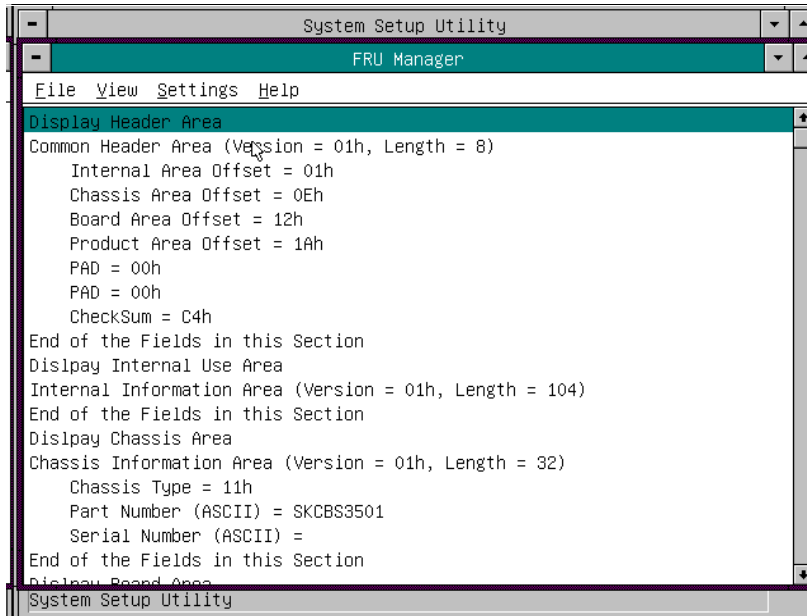 System Setup Utility
FRU Manager
File View Settings Help
Display Header Area
Common Header Area (Version = 01h, Length = 8)
Internal Area Offset = 01h
Chassis Area Offset = 0Eh
Board Area Offset = 12h
Product Area Offset = 1Ah
PAD = 00h
PAD = 00h
CheckSum = C4h
End of the Fields in this Section
Dislpay Internal Use Area
Internal Information Area (Version = 01h, Length = 104)
End of the Fields in this Section
Dislpay Chassis Area
Chassis Information Area (Version = 01h, Length = 32)
Chassis Type = 11h
Part Number (ASCII) = SKCBS3501
Serial Number (ASCII) =
End of the Fields in this Section
Dislpay Board Area
System Setup Utility